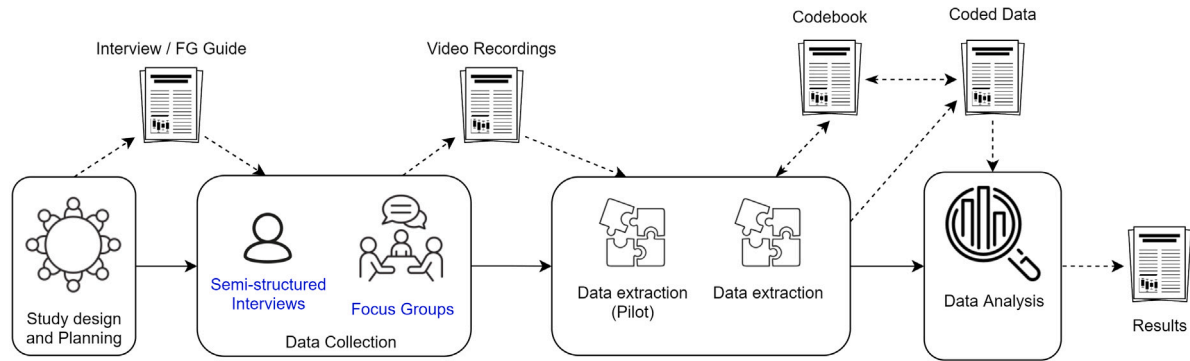 Codebook
Coded Data
Interview / FG Guide
Video Recordings
Semi-structured
Interviews
Focus Groups
Data extraction
(Pilot)
Data extraction
Study design
and Planning
Data Collection
Data Analysis
Results